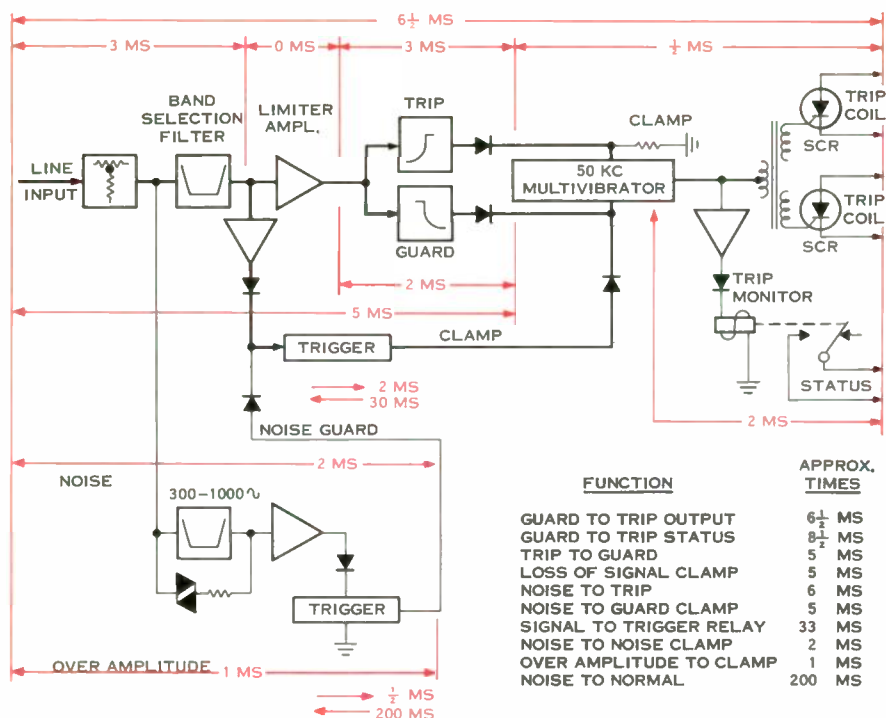 6½ MS
3 MS
0 MS
3 MS
½ MS
BAND
SELECTION
FILTER
LIMITER
AMPL.
TRIP
CLAMP
TRIP
COIL
SCR
LINE
INPUT
50 KC
MULTIVIBRATOR
TRIP
COIL
SCR
GUARD
2 MS
TRIP
MONITOR
5 MS
CLAMP
TRIGGER
STATUS
2 MS
30 MS
2 MS
NOISE GUARD
2 MS
NOISE
300–1000∿
TRIGGER
OVER AMPLITUDE
1 MS
½ MS
200 MS
FUNCTION APPROX. TIMES
GUARD TO TRIP OUTPUT 6½ MS
GUARD TO TRIP STATUS 8½ MS
TRIP TO GUARD 5 MS
LOSS OF SIGNAL CLAMP 5 MS
NOISE TO TRIP 6 MS
NOISE TO GUARD CLAMP 5 MS
SIGNAL TO TRIGGER RELAY 33 MS
NOISE TO NOISE CLAMP 2 MS
OVER AMPLITUDE TO CLAMP 1 MS
NOISE TO NORMAL 200 MS